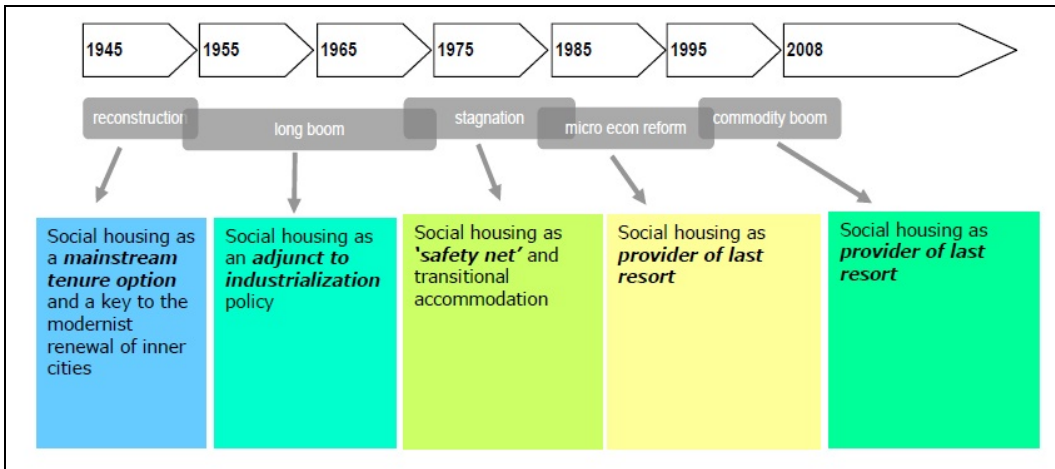 1945
1955
1965
1975
1985
1995
2008
reconstruction
long boom
stagnation
micro econ reform
commodity boom
Social housing as
a mainstream
tenure option
and a key to the
modernist
renewal of inner
cities
Social housing as
an adjunct to
industrialization
policy
Social housing as
‘safety net’ and
transitional
accommodation
Social housing as
provider of last
resort
Social housing as
provider of last
resort